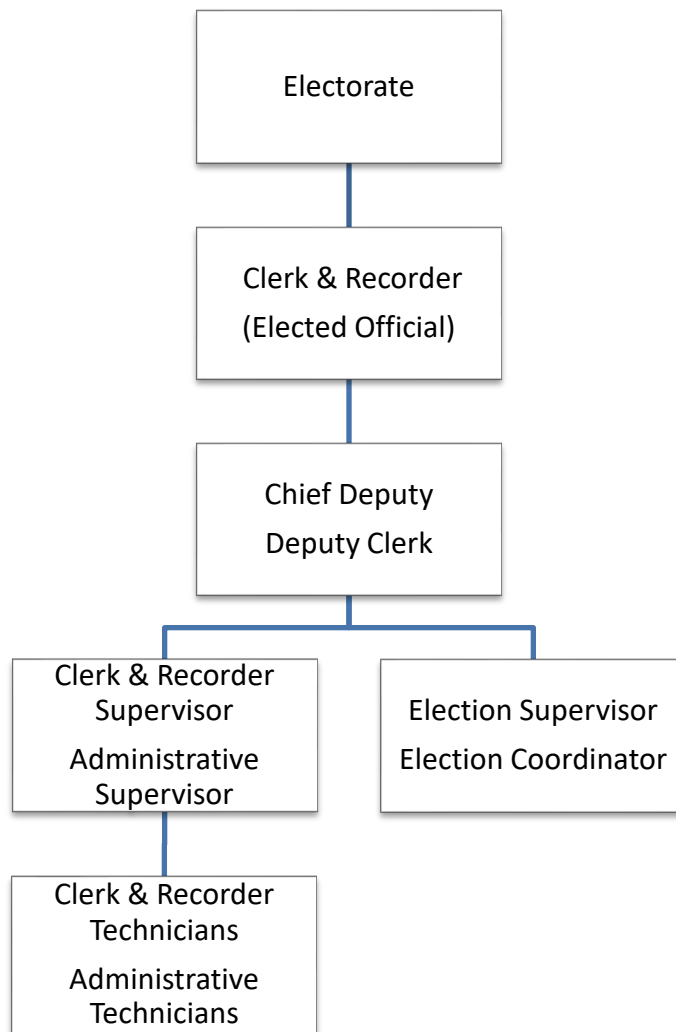 Electorate
Clerk & Recorder
(Elected Official)
Chief Deputy
Deputy Clerk
Clerk & Recorder
Supervisor
Administrative
Supervisor
Election Supervisor
Election Coordinator
Clerk & Recorder
Technicians
Administrative
Technicians